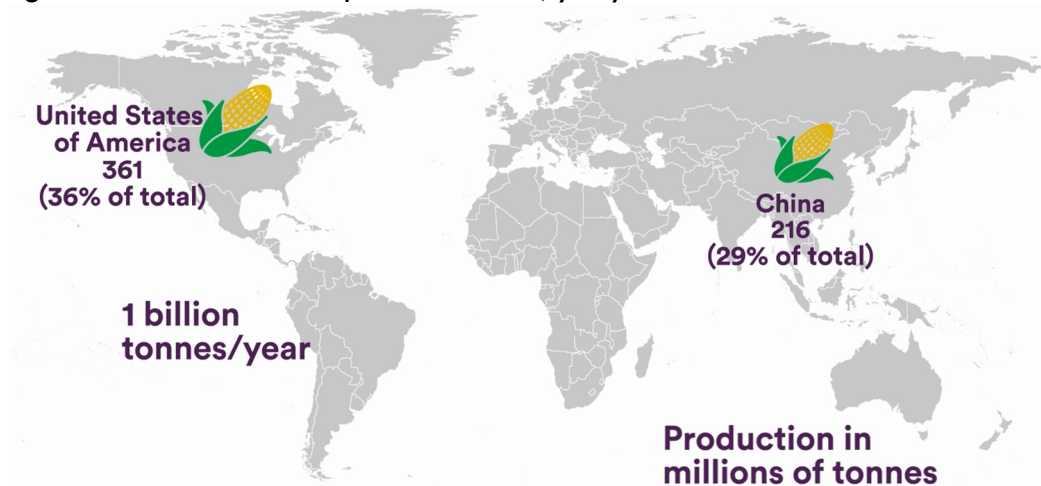 United States
of America
361
(36% of total)
China
216
(29% of total)
1 billion
tonnes/year
Production in
millions of tonnes